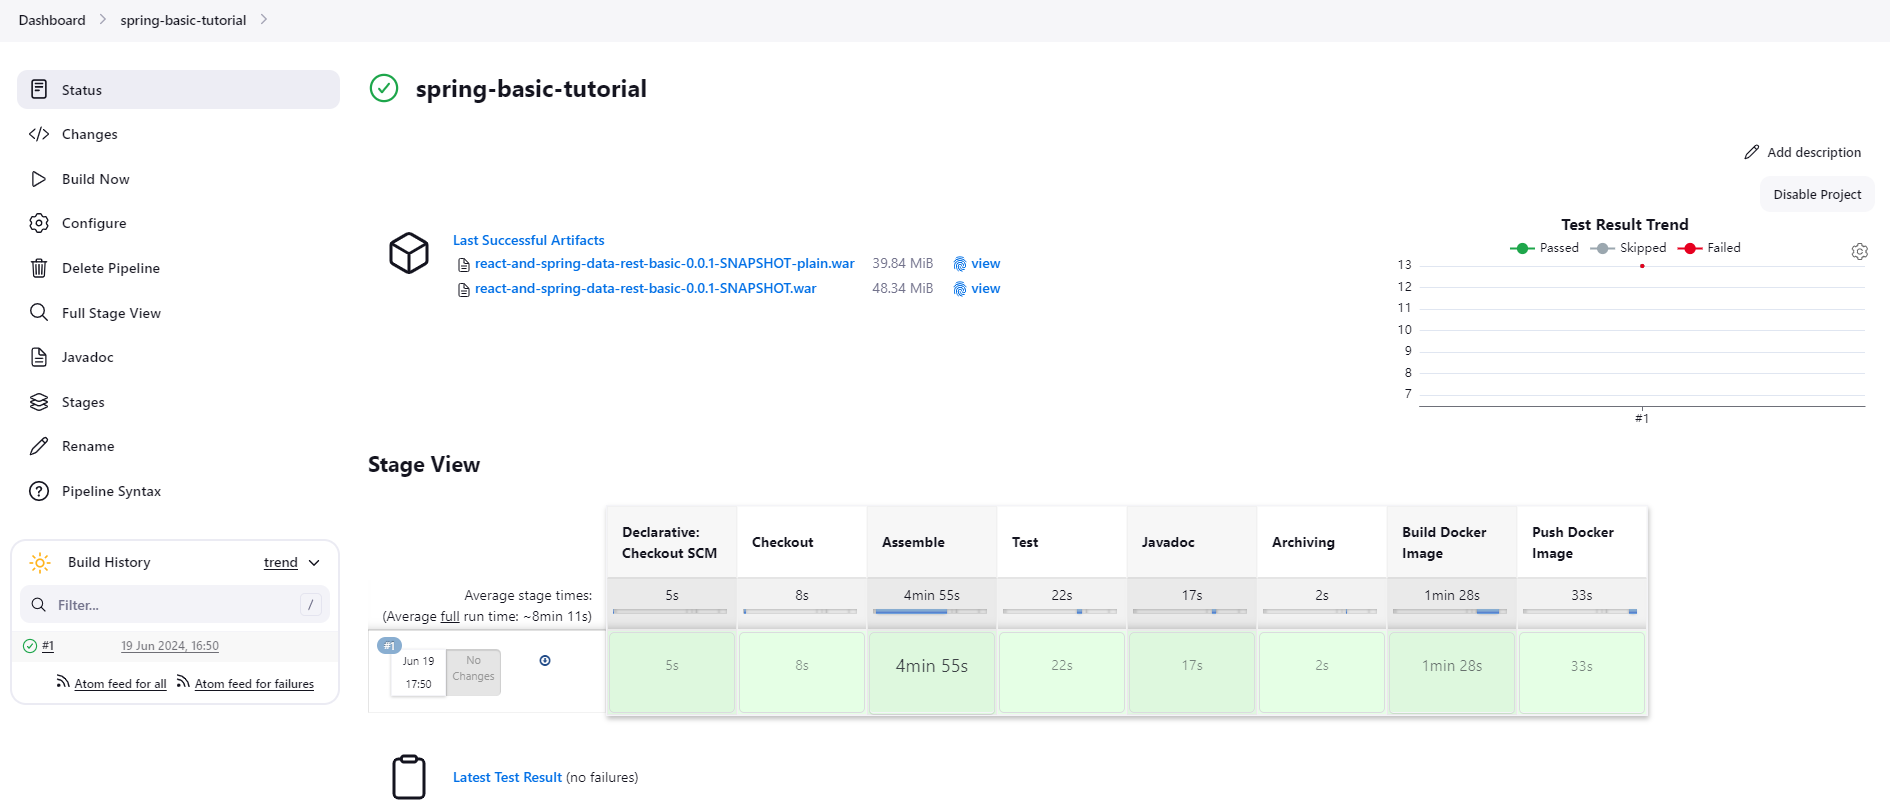 Dashboard
spring-basic-tutorial
Status
Changes
Build Now
Configure
Delete Pipeline
Full Stage View
Javadoc
Stages
Rename
Pipeline Syntax
Build History
trend
Filter...
/
#1
19 Jun 2024, 16:50
Atom feed for all
Atom feed for failures
spring-basic-tutorial
Add description
Disable Project
Last Successful Artifacts
react-and-spring-data-rest-basic-0.0.1-SNAPSHOT-plain.war 39.84 MiB view
react-and-spring-data-rest-basic-0.0.1-SNAPSHOT.war 48.34 MiB view
Test Result Trend
Passed Skipped Failed
13
12
11
10
9
8
7
#1
Stage View
Declarative: Checkout SCM
Checkout
Assemble
Test
Javadoc
Archiving
Build Docker Image
Push Docker Image
Average stage times:
(Average full run time: ~8min 11s)
5s 8s 4min 55s 22s 17s 2s 1min 28s 33s
#1
Jun 19
17:50
No Changes
5s 8s 4min 55s 22s 17s 2s 1min 28s 33s
Latest Test Result (no failures)